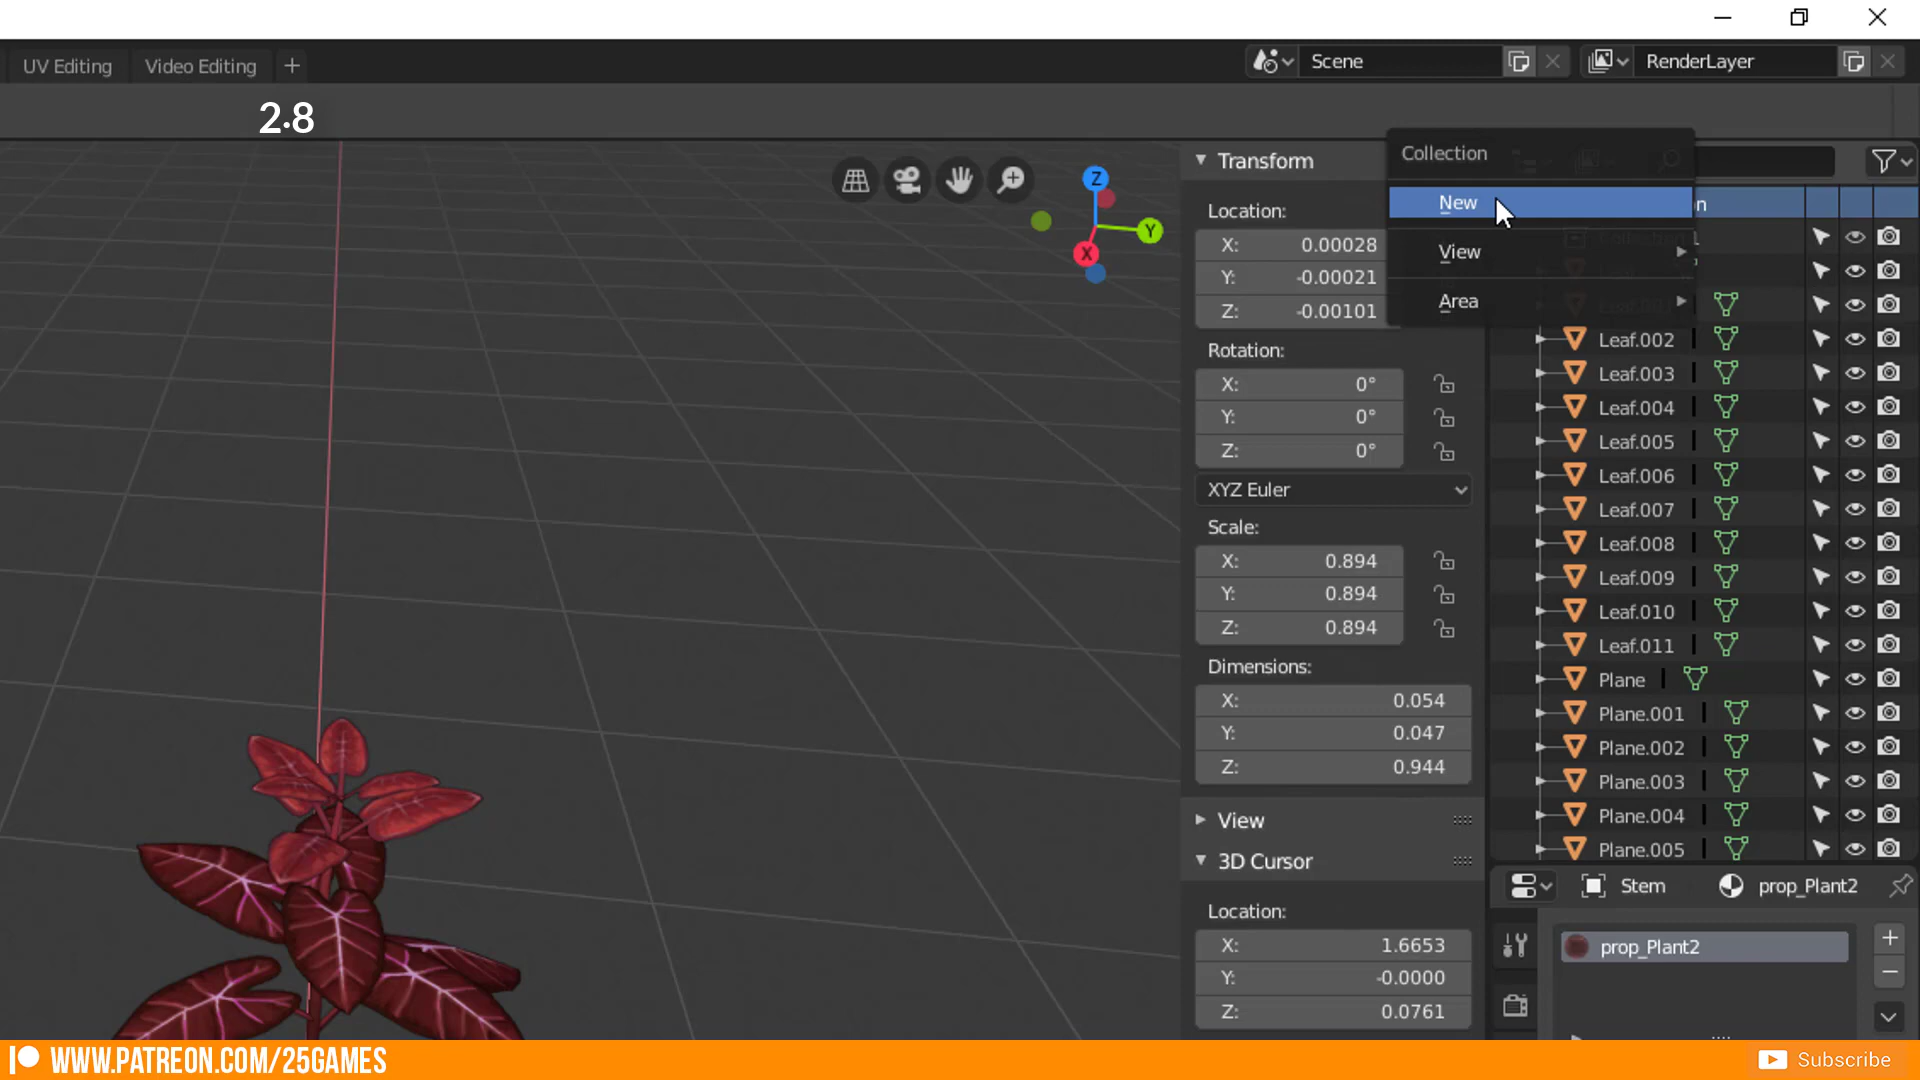 UV Editing Video Editing + Scene RenderLayer
2.8
Transform
Location:
X: 0.00028
Y: -0.00021
Z: -0.00101
Rotation:
X: 0°
Y: 0°
Z: 0°
XYZ Euler
Scale:
X: 0.894
Y: 0.894
Z: 0.894
Dimensions:
X: 0.054
Y: 0.047
Z: 0.944
View
3D Cursor
Location:
X: 1.6653
Y: -0.0000
Z: 0.0761
Z
Y
X
Collection
New
View
Area
Leaf.002
Leaf.003
Leaf.004
Leaf.005
Leaf.006
Leaf.007
Leaf.008
Leaf.009
Leaf.010
Leaf.011
Plane
Plane.001
Plane.002
Plane.003
Plane.004
Plane.005
Stem prop_Plant2
prop_Plant2
WWW.PATREON.COM/25GAMES
Subscribe